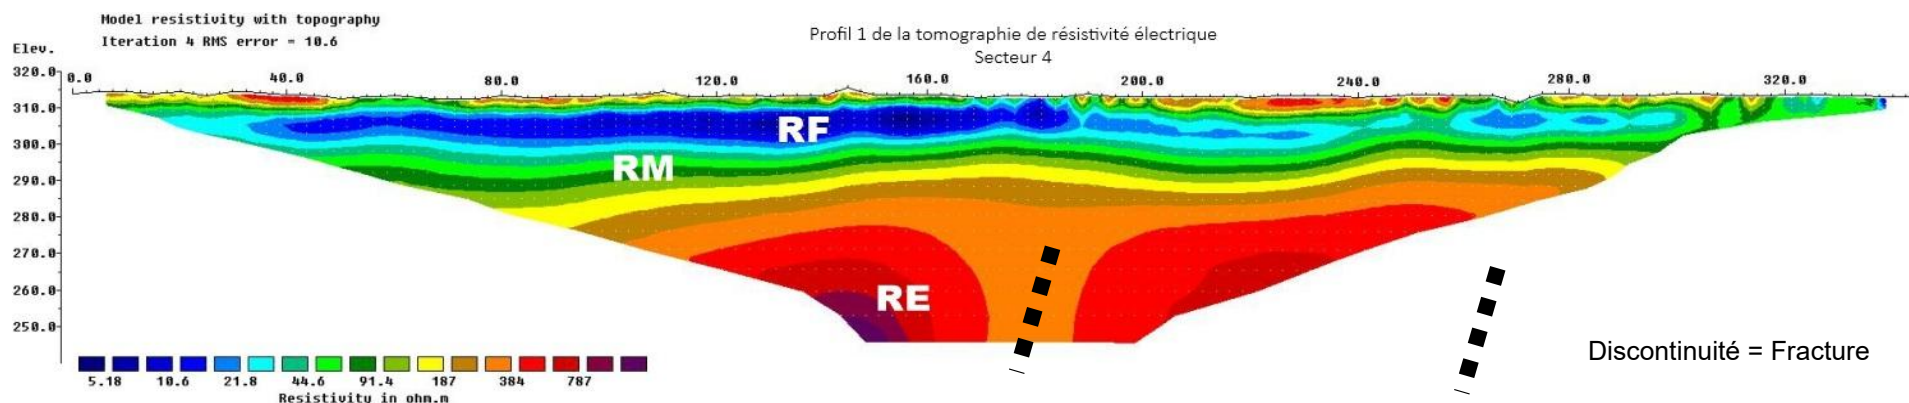 Model resistivity with topography
Iteration 4 RMS error = 10.6
Profil 1 de la tomographie de résistivité électrique
Secteur 4
Elev.
320.0
310.0
300.0
290.0
280.0
270.0
260.0
250.0
0.0 40.0 80.0 120.0 160.0 200.0 240.0 280.0 320.0
RF
RM
RE
Discontinuité = Fracture
5.18 10.6 21.8 44.6 91.4 187 384 787
Resistivity in ohm.m